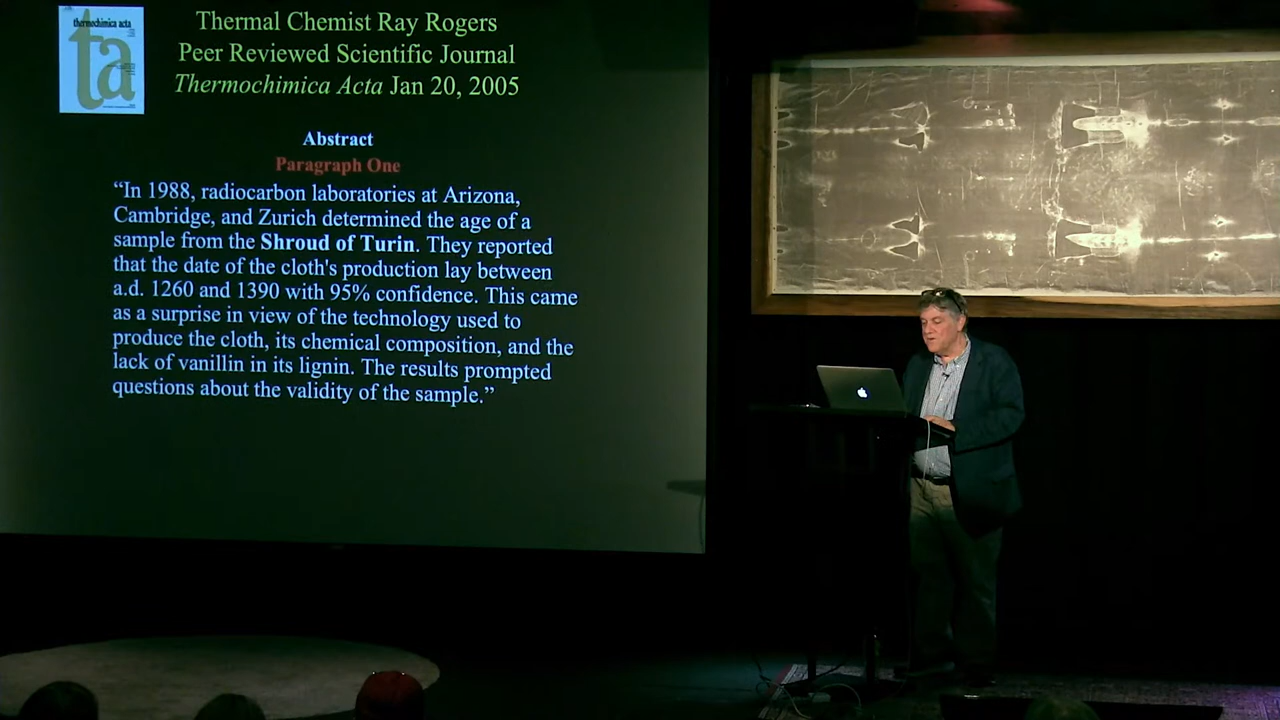 thermochimica acta
ta
Thermal Chemist Ray Rogers
Peer Reviewed Scientific Journal
Thermochimica Acta Jan 20, 2005
Abstract
Paragraph One
“In 1988, radiocarbon laboratories at Arizona,
Cambridge, and Zurich determined the age of a
sample from the Shroud of Turin. They reported
that the date of the cloth's production lay between
a.d. 1260 and 1390 with 95% confidence. This came
as a surprise in view of the technology used to
produce the cloth, its chemical composition, and the
lack of vanillin in its lignin. The results prompted
questions about the validity of the sample.”